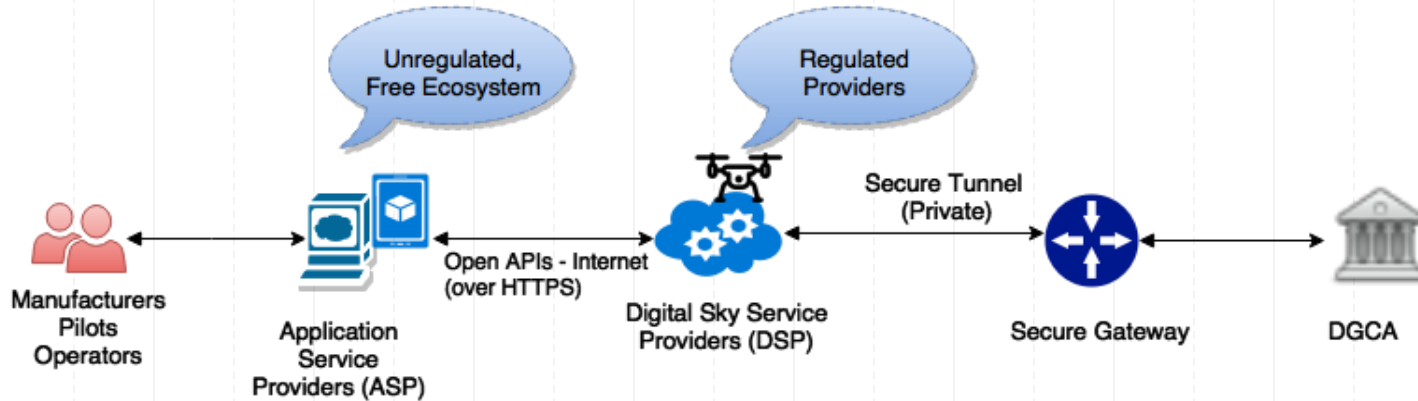 Unregulated,
Free Ecosystem
Regulated
Providers
Secure Tunnel
(Private)
Open APIs - Internet
(over HTTPS)
Manufacturers
Pilots
Operators
Application
Service
Providers (ASP)
Digital Sky Service
Providers (DSP)
Secure Gateway
DGCA